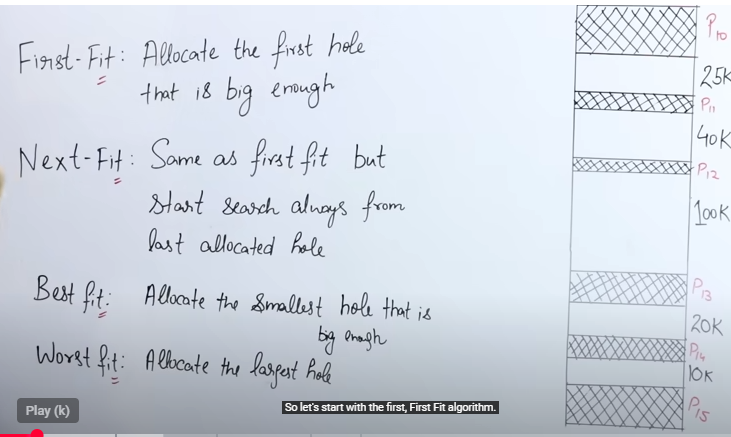 First-Fit: Allocate the first hole
that is big enough
Next-Fit: Same as first fit but
start search always from
last allocated hole
Best fit: Allocate the smallest hole that is
big enough
Worst fit: Allocate the largest hole
P10
25K
P11
40K
P12
100K
P13
20K
P14
10K
P15
Play (k)
So let's start with the first, First Fit algorithm.